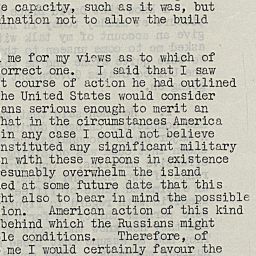 e capacity, such as it was, but
ination not to allow the build
me for my views as to which of
orrect one. I said that I saw
t course of action he had outlined
he United States would consider
ans serious enough to merit an
hat in the circumstances America
in any case I could not believe
nstituted any significant military
n with these weapons in existence
esumably overwhelm the island
ed at some future date that this
ht also to bear in mind the possible
ion. American action of this kind
behind which the Russians might
le conditions. Therefore, of
me I would certainly favour the